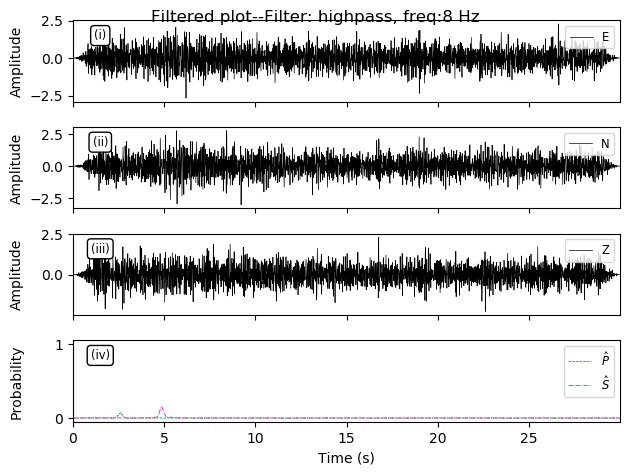 Filtered plot--Filter: highpass, freq:8 Hz
2.5
0.0
−2.5
Amplitude
(i)
E
2.5
0.0
−2.5
Amplitude
(ii)
N
2.5
0.0
Amplitude
(iii)
Z
1
0
Probability
(iv)
P̂
Ŝ
0 5 10 15 20 25
Time (s)